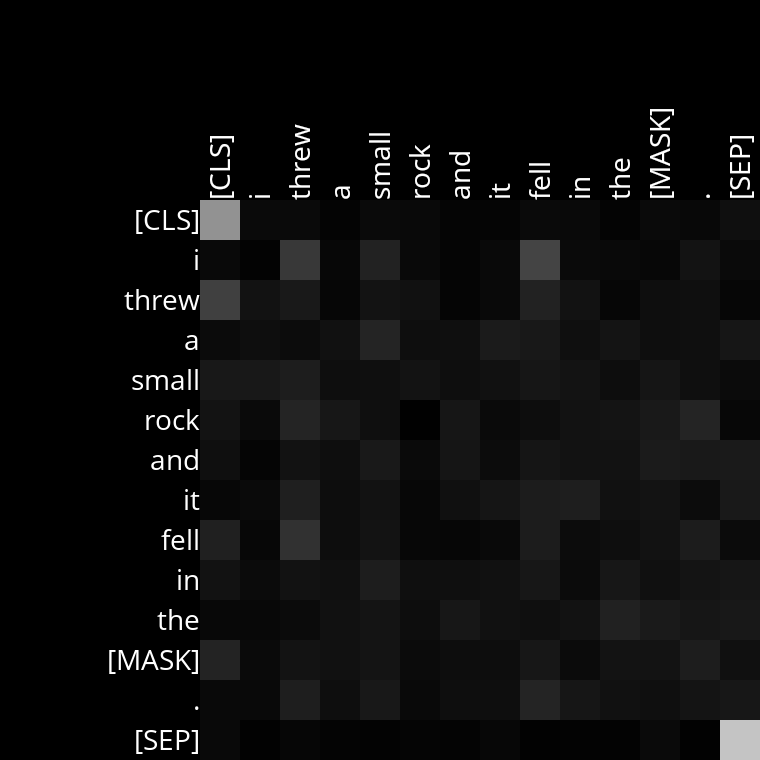 [CLS] i threw a small rock and it fell in the [MASK] . [SEP]
[CLS]
i
threw
a
small
rock
and
it
fell
in
the
[MASK]
.
[SEP]